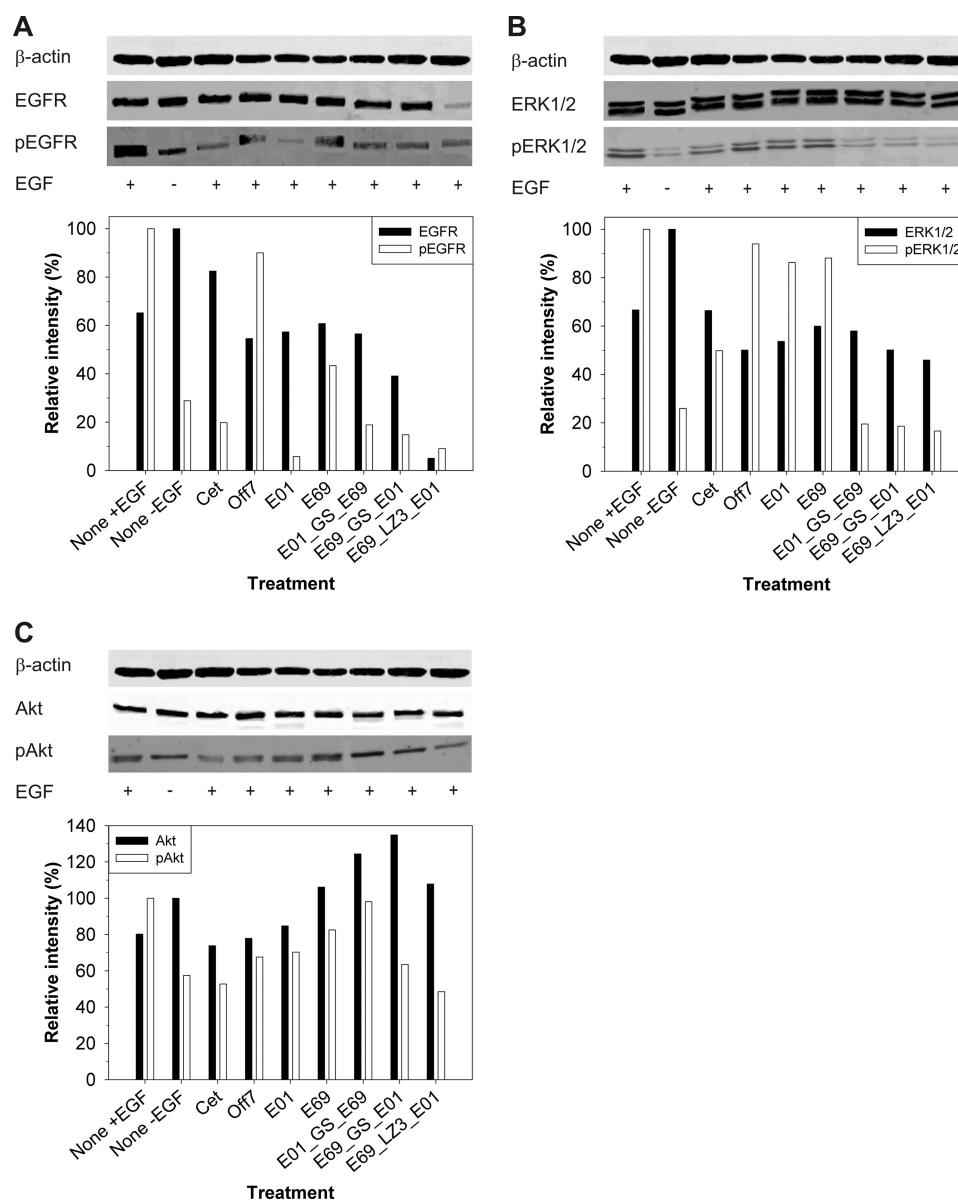 A
β-actin
EGFR
pEGFR
EGF + - + + + + + + +
EGFR
pEGFR
Relative intensity (%)
100
80
60
40
20
0
None +EGF
None -EGF
Cet
Off7
E01
E69
E01_GS_E69
E69_GS_E01
E69_LZ3_E01
Treatment
B
β-actin
ERK1/2
pERK1/2
EGF + - + + + + + + +
ERK1/2
pERK1/2
Relative intensity (%)
100
80
60
40
20
0
None +EGF
None -EGF
Cet
Off7
E01
E69
E01_GS_E69
E69_GS_E01
E69_LZ3_E01
Treatment
C
β-actin
Akt
pAkt
EGF + - + + + + + + +
Akt
pAkt
Relative intensity (%)
140
120
100
80
60
40
20
0
None +EGF
None -EGF
Cet
Off7
E01
E69
E01_GS_E69
E69_GS_E01
E69_LZ3_E01
Treatment